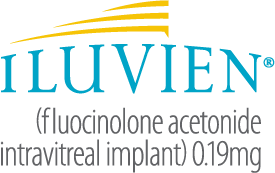 ILUVIEN®
(fluocinolone acetonide
intravitreal implant) 0.19mg